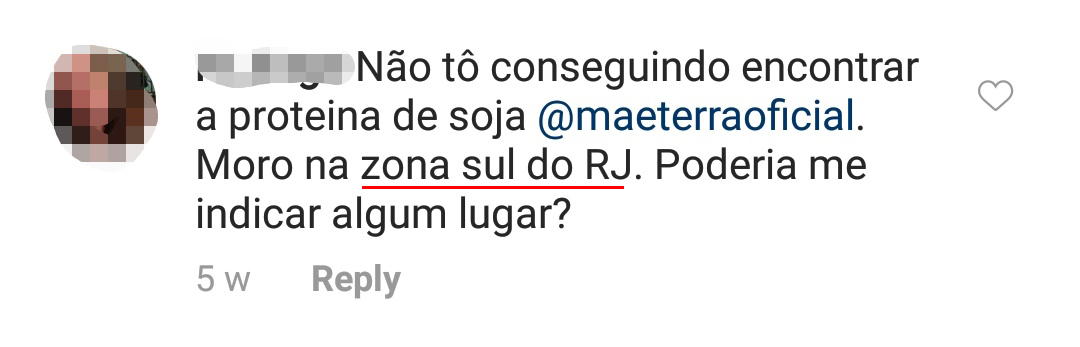 Não tô conseguindo encontrar
a proteina de soja @maeterraoficial.
Moro na zona sul do RJ. Poderia me
indicar algum lugar?
5 w Reply